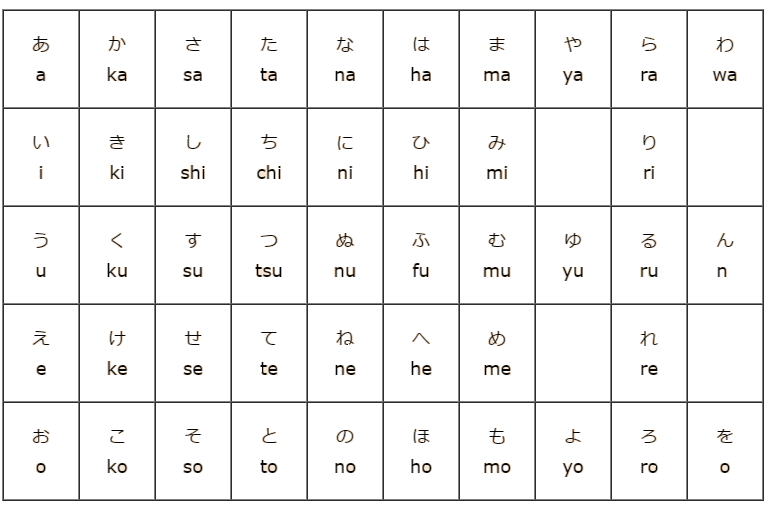 あ か さ た な は ま や ら わ
a ka sa ta na ha ma ya ra wa
い き し ち に ひ み り
i ki shi chi ni hi mi ri
う く す つ ぬ ふ む ゆ る ん
u ku su tsu nu fu mu yu ru n
え け せ て ね へ め れ
e ke se te ne he me re
お こ そ と の ほ も よ ろ を
o ko so to no ho mo yo ro o